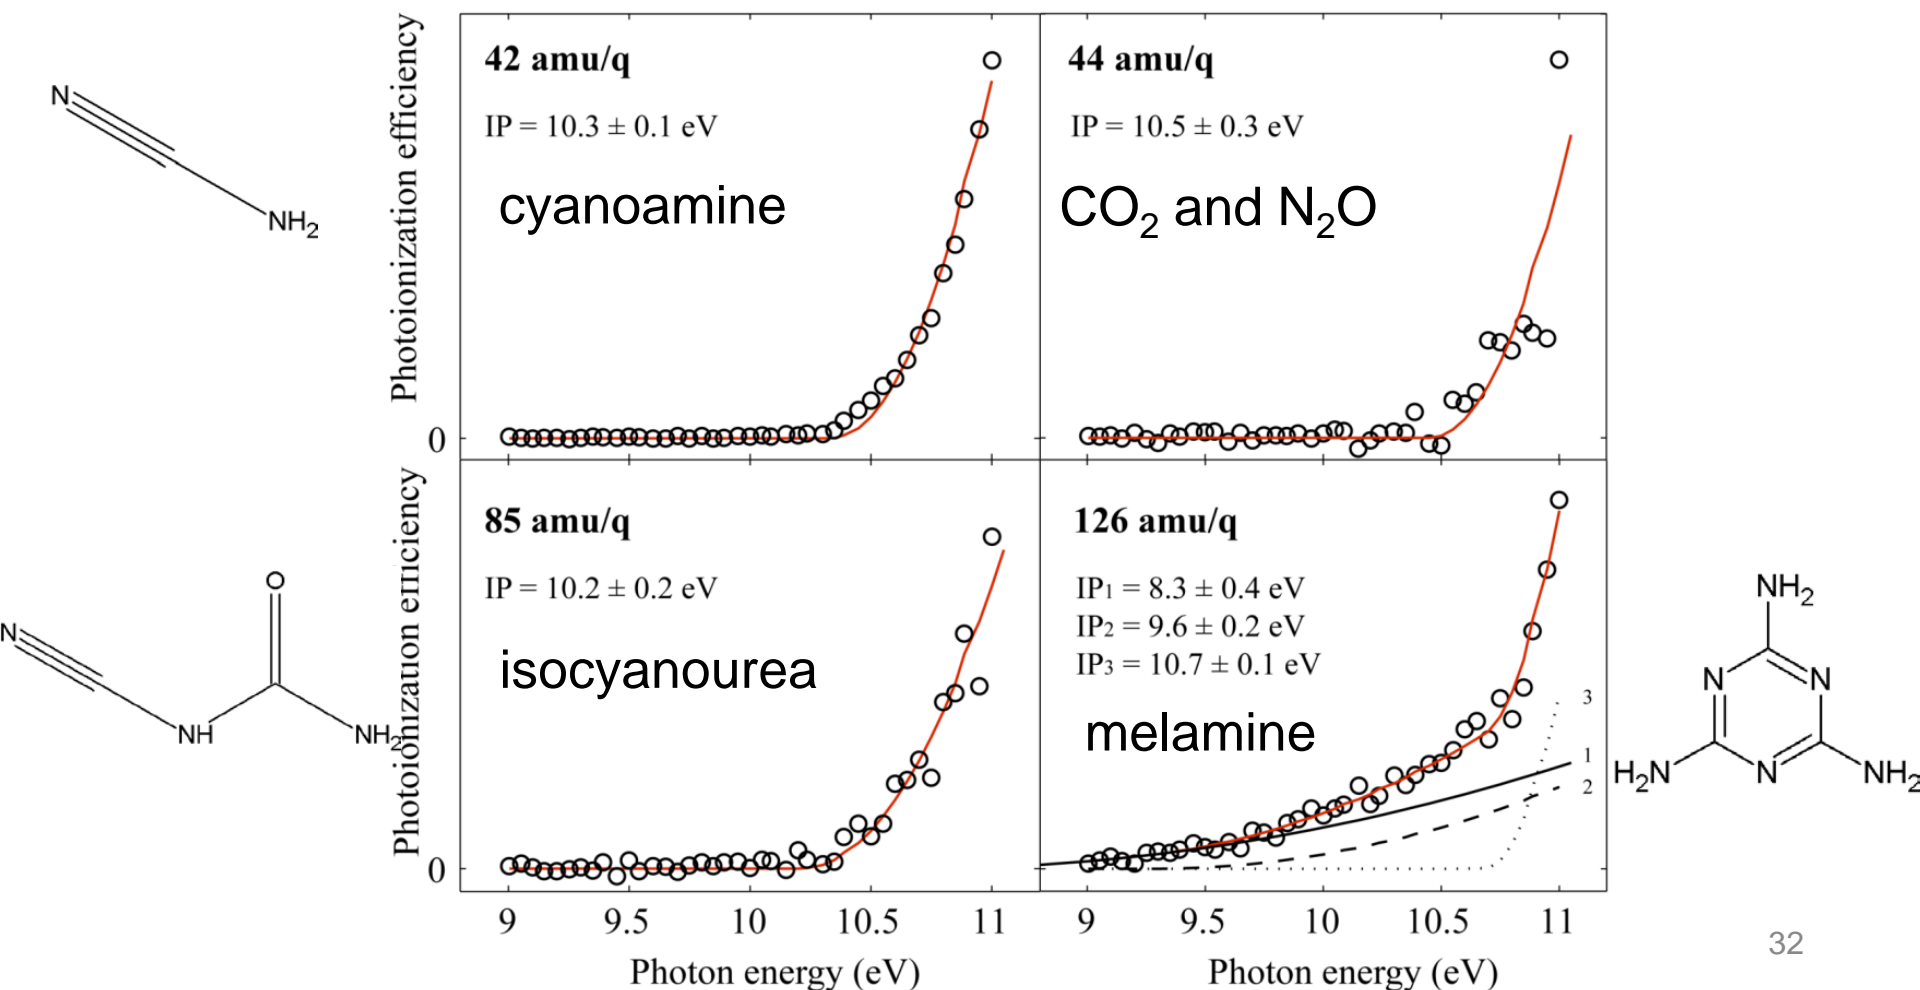 N
NH2
Photoionization efficiency
42 amu/q
IP = 10.3 ± 0.1 eV
cyanoamine
0
44 amu/q
IP = 10.5 ± 0.3 eV
CO2 and N2O
N
O
NH
NH2
Photoionization efficiency
85 amu/q
IP = 10.2 ± 0.2 eV
isocyanourea
0
126 amu/q
IP1 = 8.3 ± 0.4 eV
IP2 = 9.6 ± 0.2 eV
IP3 = 10.7 ± 0.1 eV
melamine
3
1
2
NH2
N
N
H2N
N
NH2
9 9.5 10 10.5 11
9 9.5 10 10.5 11
Photon energy (eV)
Photon energy (eV)
32